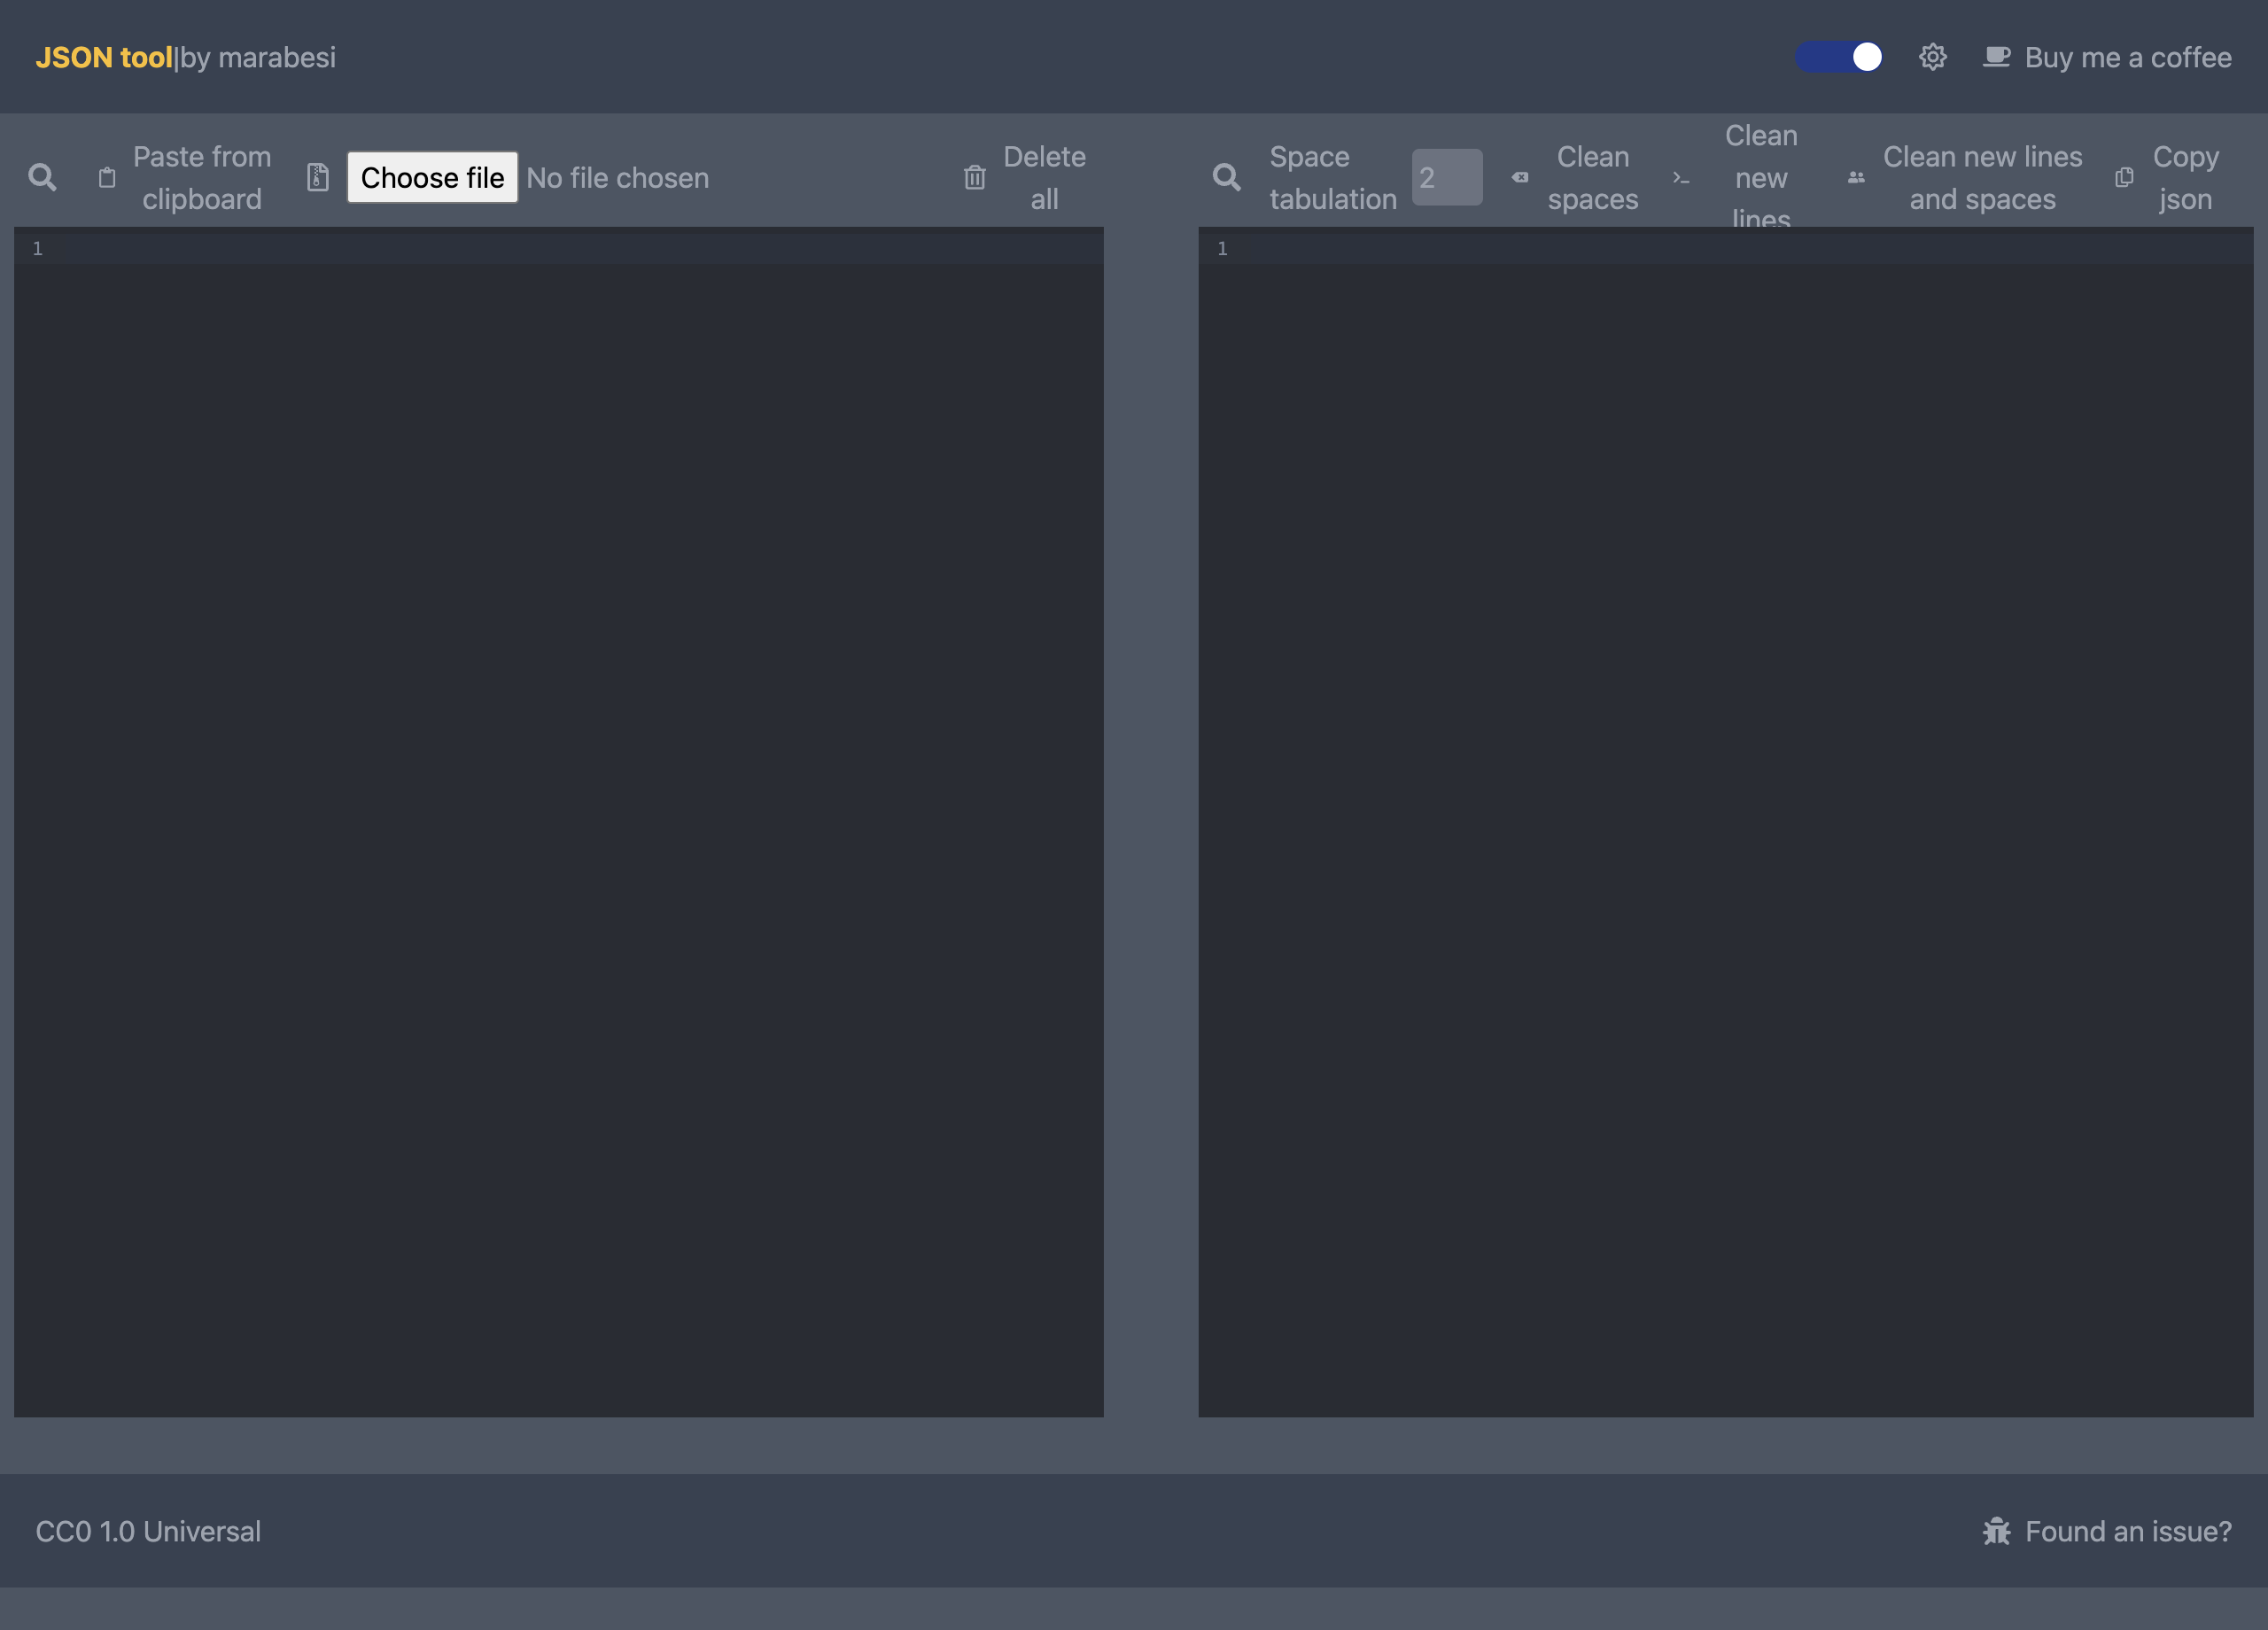 JSON tool|by marabesi
Buy me a coffee
Paste from
clipboard
Choose file No file chosen
Delete
all
Space
tabulation
2
Clean
spaces
Clean
new
lines
Clean new lines
and spaces
Copy
json
1
1
CC0 1.0 Universal
Found an issue?